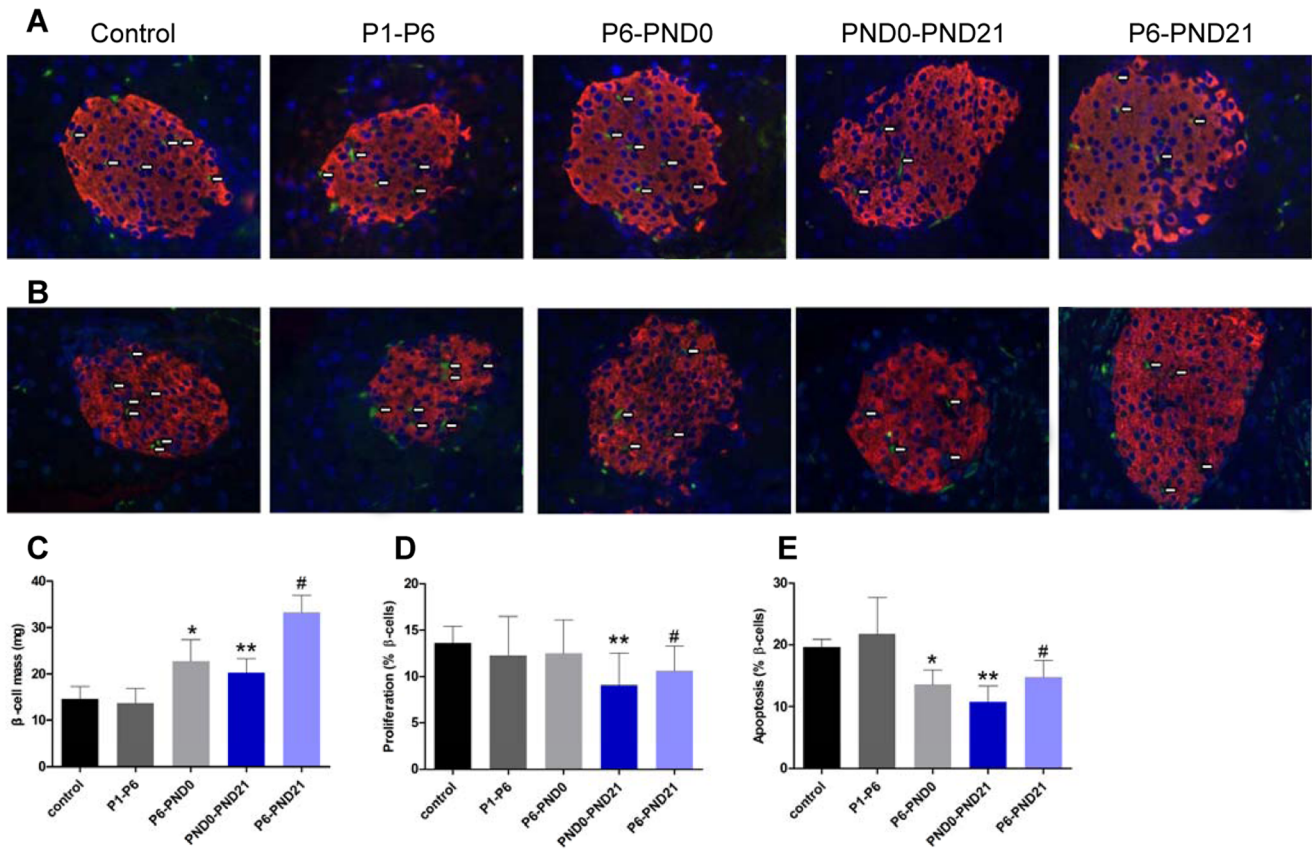 A
Control P1-P6 P6-PND0 PND0-PND21 P6-PND21
B
C D E
40
30
20
10
0
β-cell mass (mg)
*
**
#
control P1-P6 P6-PND0 PND0-PND21 P6-PND21
20
15
10
5
0
Proliferation (% β-cells)
**
#
control P1-P6 P6-PND0 PND0-PND21 P6-PND21
30
20
10
0
Apoptosis (% β-cells)
*
**
#
control P1-P6 P6-PND0 PND0-PND21 P6-PND21